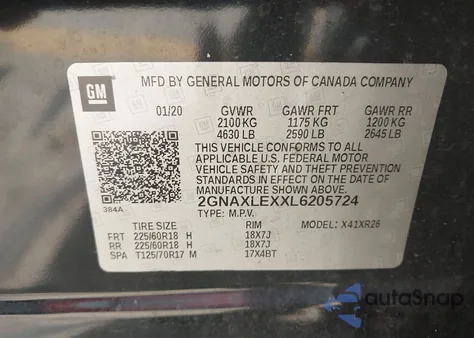 GM
MFD BY GENERAL MOTORS OF CANADA COMPANY
01/20 GVWR GAWR FRT GAWR RR
2100 KG 1175 KG 1200 KG
4630 LB 2590 LB 2645 LB
THIS VEHICLE CONFORMS TO ALL
APPLICABLE U.S. FEDERAL MOTOR
VEHICLE SAFETY AND THEFT PREVENTION
STANDARDS IN EFFECT ON THE DATE OF
MANUFACTURE SHOWN ABOVE.
384A
2GNAXLEXXL6205724
TYPE: M.P.V. MODEL: X41XR26
TIRE SIZE RIM
FRT 225/60R18 H 18X7J
RR 225/60R18 H 18X7J
SPA T125/70R17 M 17X4BT
autoSnap